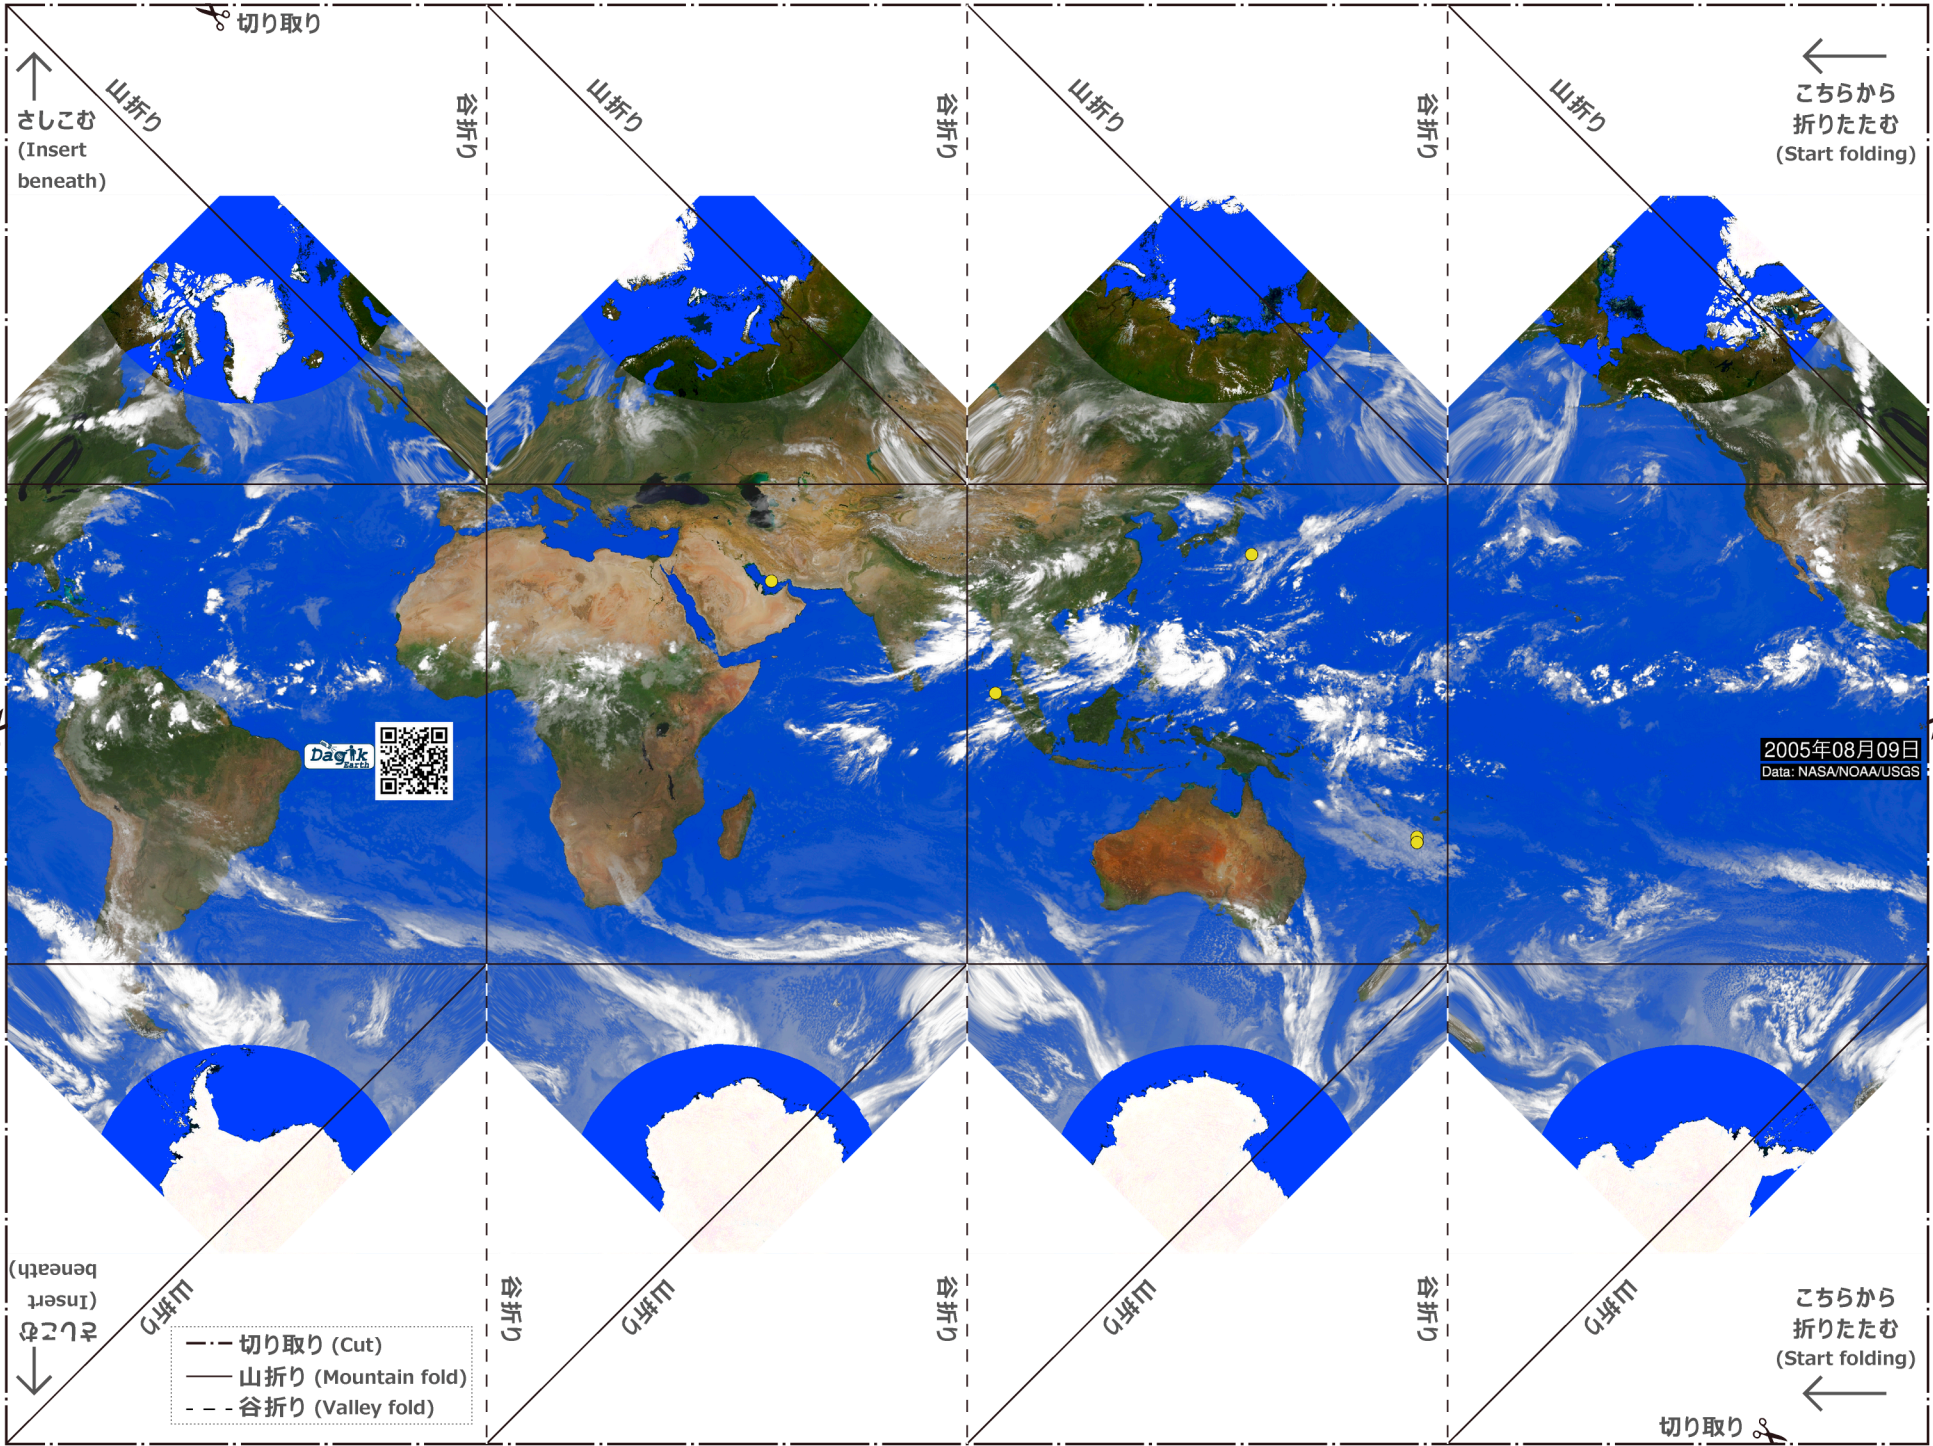 切り取り
山折り
谷折り
山折り
谷折り
山折り
谷折り
山折り
さしこむ
(Insert
beneath)
こちらから
折りたたむ
(Start folding)
Dagik
Earth
2005年08月09日
Data: NASA/NOAA/USGS
さしこむ
(Insert
beneath)
山折り
谷折り
山折り
谷折り
山折り
谷折り
山折り
こちらから
折りたたむ
(Start folding)
切り取り (Cut)
山折り (Mountain fold)
谷折り (Valley fold)
切り取り